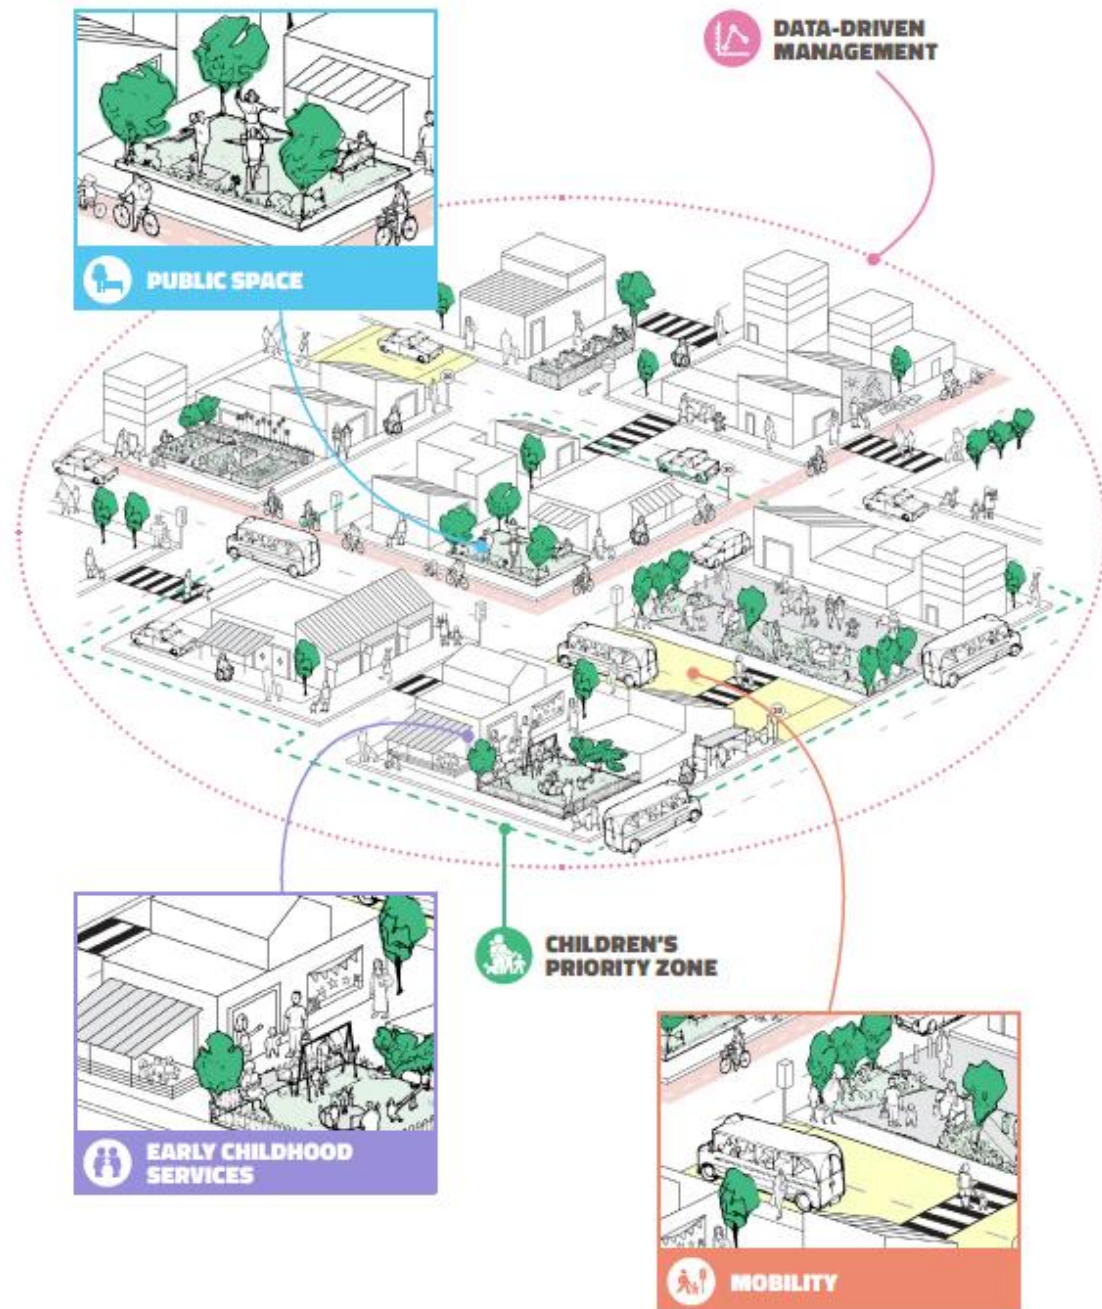 DATA-DRIVEN
MANAGEMENT
PUBLIC SPACE
CHILDREN'S
PRIORITY ZONE
EARLY CHILDHOOD
SERVICES
MOBILITY